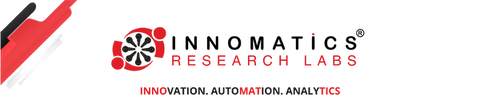 INNOMATICS®
RESEARCH LABS
INNOVATION. AUTOMATION. ANALYTICS